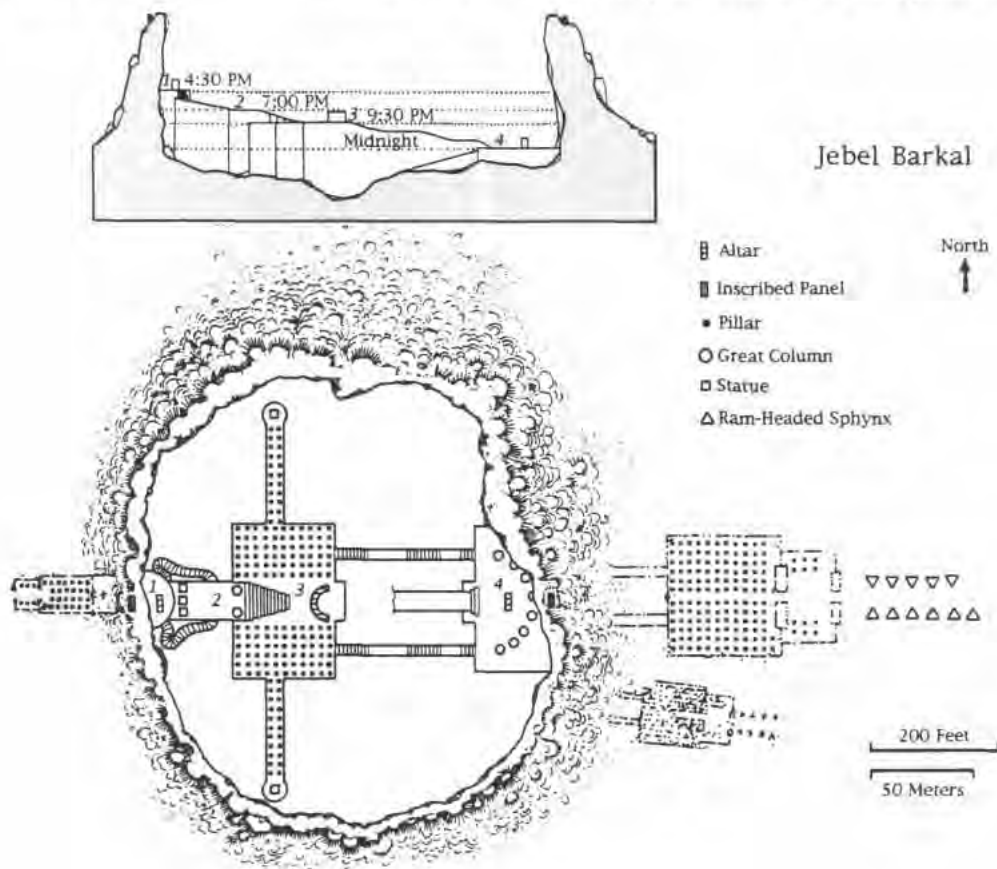 1 4:30 PM
2 7:00 PM
3 9:30 PM
Midnight 4
Jebel Barkal
North
Altar
Inscribed Panel
Pillar
Great Column
Statue
Ram-Headed Sphynx
1 2 3 4
200 Feet
50 Meters